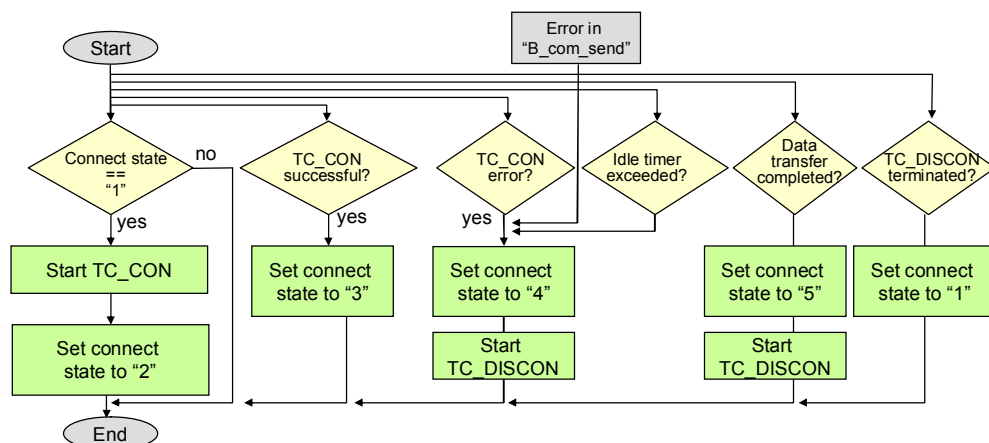 Start
Error in
“B_com_send”
Connect state
==
“1”
no
yes
TC_CON
successful?
yes
TC_CON
error?
yes
Idle timer
exceeded?
Data
transfer
completed?
TC_DISCON
terminated?
Start TC_CON
Set connect
state to “2”
Set connect
state to “3”
Set connect
state to “4”
Start
TC_DISCON
Set connect
state to “5”
Start
TC_DISCON
Set connect
state to “1”
End